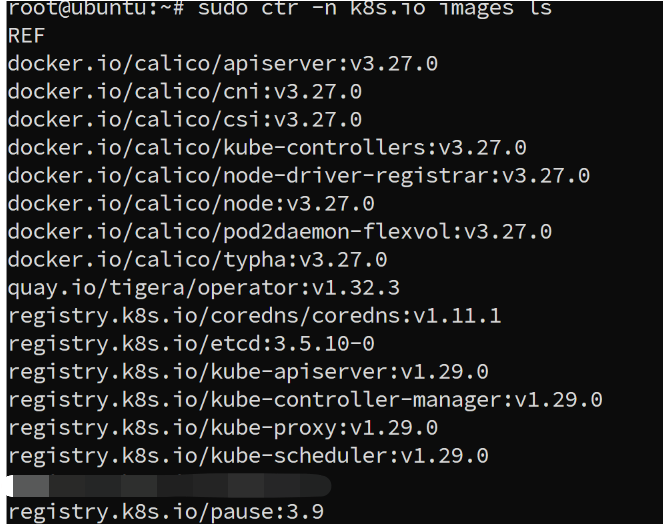 root@ubuntu:~# sudo ctr -n k8s.io images ls
REF
docker.io/calico/apiserver:v3.27.0
docker.io/calico/cni:v3.27.0
docker.io/calico/csi:v3.27.0
docker.io/calico/kube-controllers:v3.27.0
docker.io/calico/node-driver-registrar:v3.27.0
docker.io/calico/node:v3.27.0
docker.io/calico/pod2daemon-flexvol:v3.27.0
docker.io/calico/typha:v3.27.0
quay.io/tigera/operator:v1.32.3
registry.k8s.io/coredns/coredns:v1.11.1
registry.k8s.io/etcd:3.5.10-0
registry.k8s.io/kube-apiserver:v1.29.0
registry.k8s.io/kube-controller-manager:v1.29.0
registry.k8s.io/kube-proxy:v1.29.0
registry.k8s.io/kube-scheduler:v1.29.0
registry.k8s.io/pause:3.9